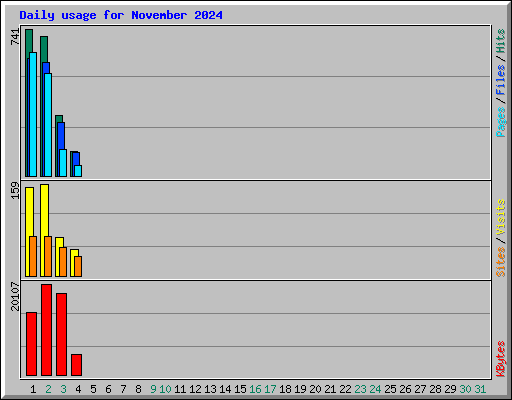 Daily usage for November 2024
741
Pages/Files/Hits
159
Sites/Visits
20107
KBytes
1 2 3 4 5 6 7 8 9 10 11 12 13 14 15 16 17 18 19 20 21 22 23 24 25 26 27 28 29 30 31